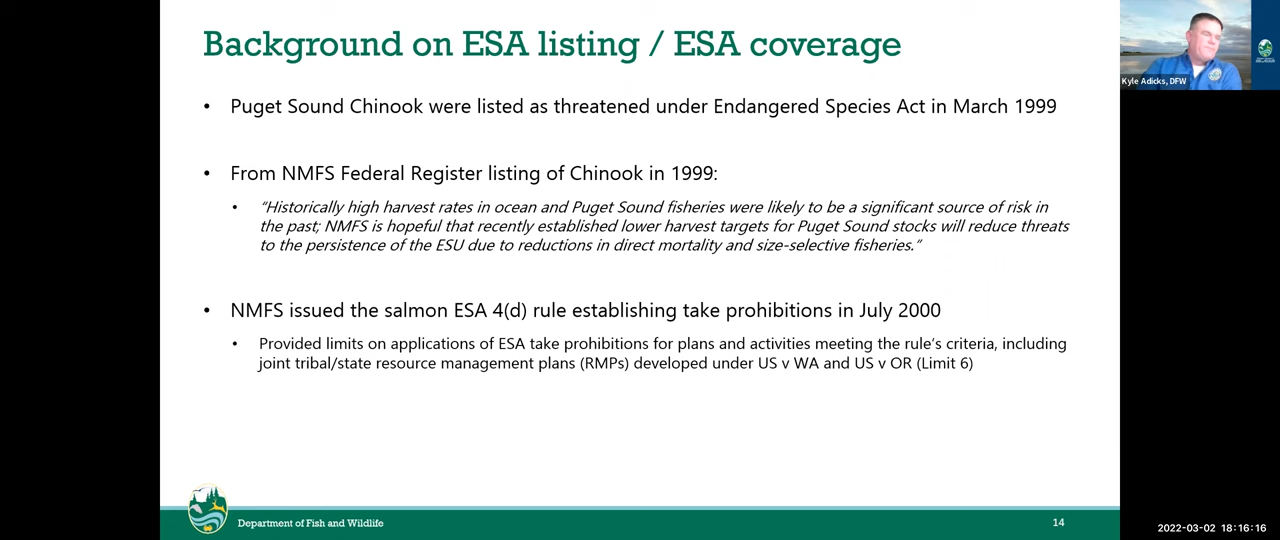 Background on ESA listing / ESA coverage
Kyle Adicks, DFW
• Puget Sound Chinook were listed as threatened under Endangered Species Act in March 1999
• From NMFS Federal Register listing of Chinook in 1999:
• “Historically high harvest rates in ocean and Puget Sound fisheries were likely to be a significant source of risk in
the past; NMFS is hopeful that recently established lower harvest targets for Puget Sound stocks will reduce threats
to the persistence of the ESU due to reductions in direct mortality and size-selective fisheries.”
• NMFS issued the salmon ESA 4(d) rule establishing take prohibitions in July 2000
• Provided limits on applications of ESA take prohibitions for plans and activities meeting the rule’s criteria, including
joint tribal/state resource management plans (RMPs) developed under US v WA and US v OR (Limit 6)
Department of Fish and Wildlife
14
2022-03-02 18:16:16